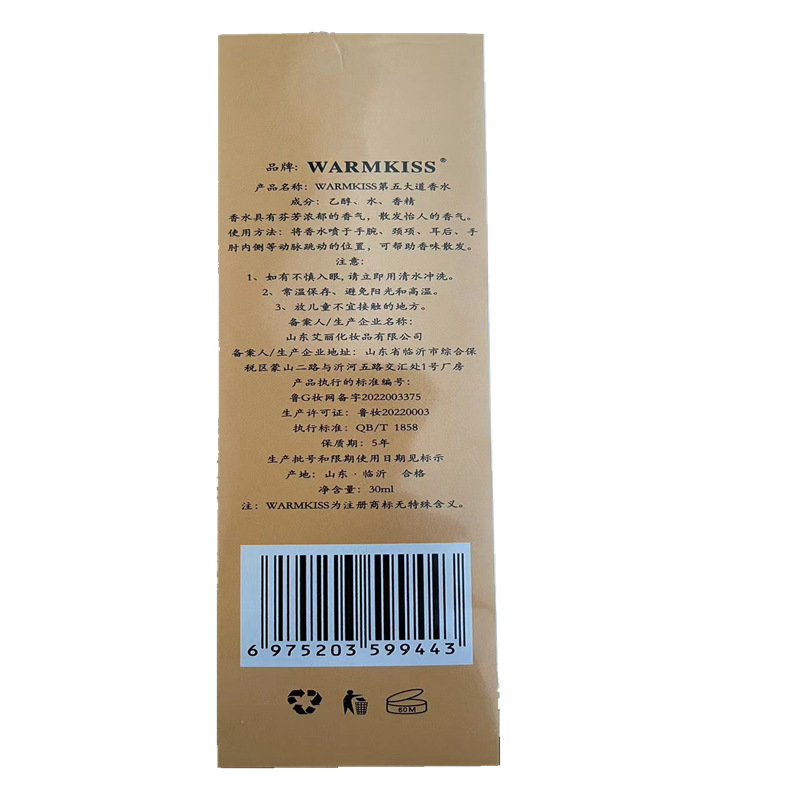 品牌: WARMKISS®
产品名称: WARMKISS第五大道香水
成分: 乙醇、水、香精
香水具有芬芳浓郁的香气，散发怡人的香气。
使用方法: 将香水喷于手腕、颈项、耳后、手
肘内侧等动脉跳动的位置，可帮助香味散发。
注意:
1、如有不慎入眼,请立即用清水冲洗。
2、常温保存、避免阳光和高温。
3、放儿童不宜接触的地方。
备案人/生产企业名称:
山东艾丽化妆品有限公司
备案人/生产企业地址: 山东省临沂市综合保
税区蒙山二路与沂河五路交汇处1号厂房
产品执行的标准编号:
鲁G妆网备字2022003375
生产许可证: 鲁妆20220003
执行标准: QB/T 1858
保质期: 5年
生产批号和限期使用日期见标示
产地: 山东·临沂 合格
净含量: 30ml
注: WARMKISS为注册商标无特殊含义。
6 975203 599443
60M